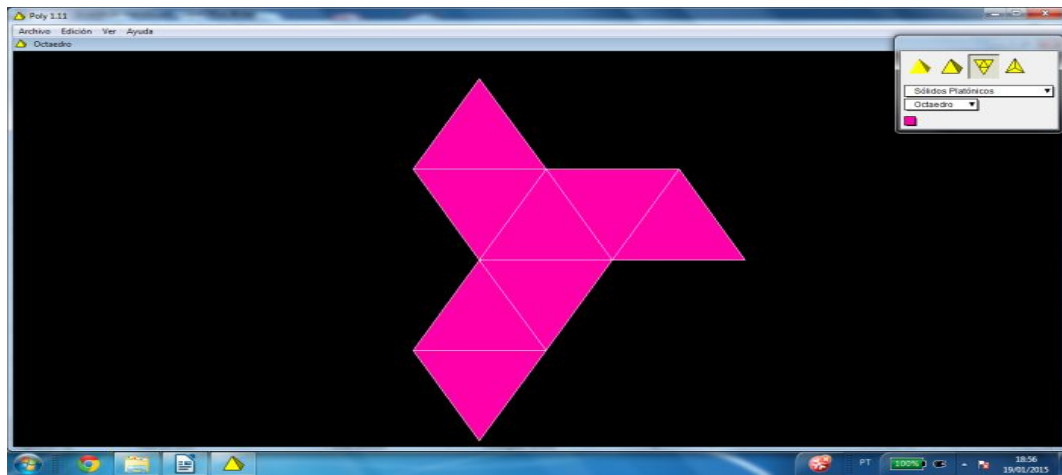 Poly 1.11
Archivo Edición Ver Ayuda
Octaedro
Sólidos Platónicos
Octaedro
PT
100%
18:56
19/01/2015